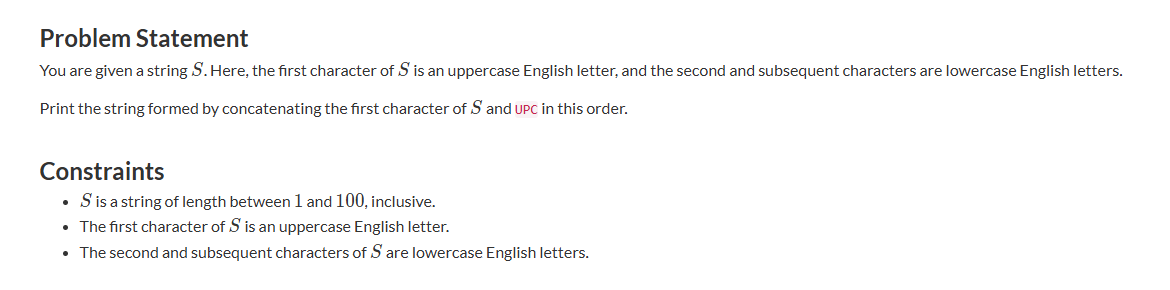 Problem Statement
You are given a string S. Here, the first character of S is an uppercase English letter, and the second and subsequent characters are lowercase English letters.
Print the string formed by concatenating the first character of S and UPC in this order.
Constraints
• S is a string of length between 1 and 100, inclusive.
• The first character of S is an uppercase English letter.
• The second and subsequent characters of S are lowercase English letters.